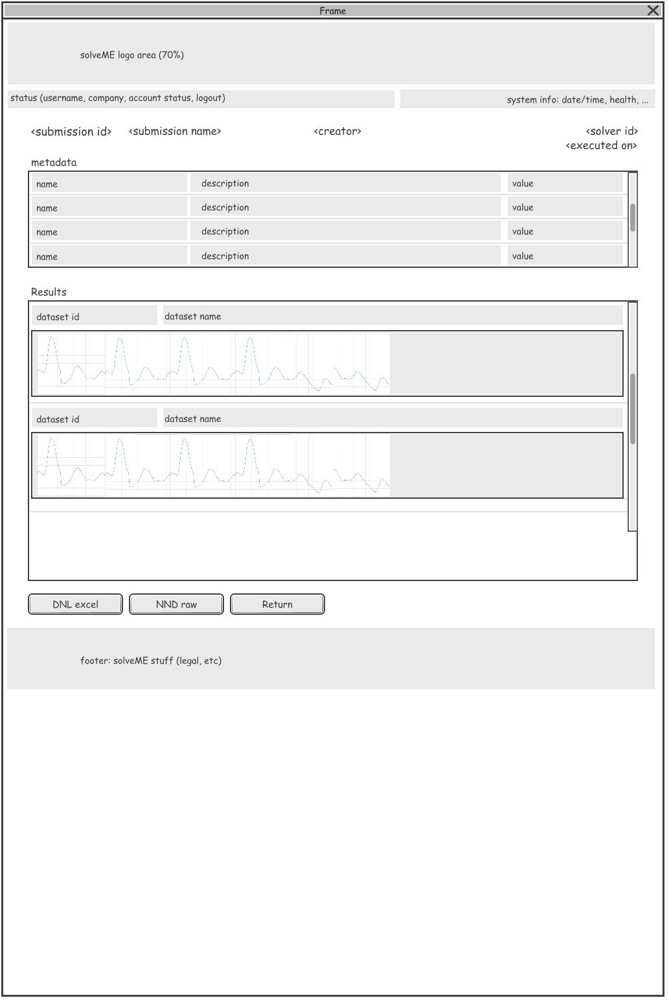 Frame
solveME logo area (70%)
status (username, company, account status, logout)
system info: date/time, health, ...
<submission id> <submission name> <creator> <solver id>
<executed on>
metadata
name description value
name description value
name description value
name description value
Results
dataset id dataset name
dataset id dataset name
DNL excel NND raw Return
footer: solveME stuff (legal, etc)